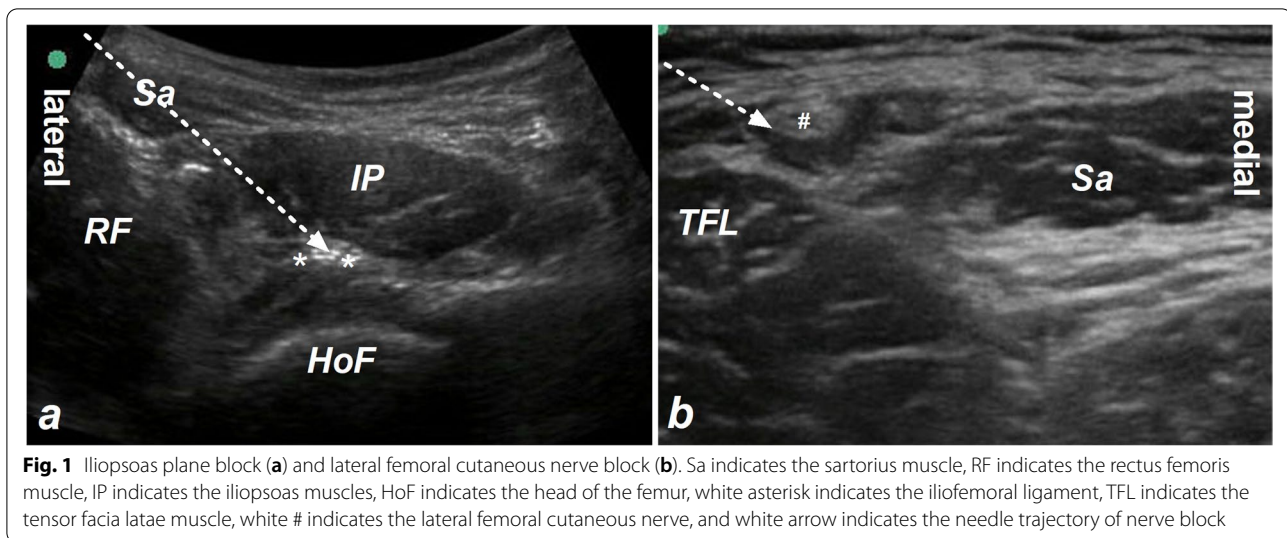 lateral
Sa
IP
RF
* *
HoF
a
#
medial
Sa
TFL
b
Fig. 1 Iliopsoas plane block (a) and lateral femoral cutaneous nerve block (b). Sa indicates the sartorius muscle, RF indicates the rectus femoris
muscle, IP indicates the iliopsoas muscles, HoF indicates the head of the femur, white asterisk indicates the iliofemoral ligament, TFL indicates the
tensor facia latae muscle, white # indicates the lateral femoral cutaneous nerve, and white arrow indicates the needle trajectory of nerve block